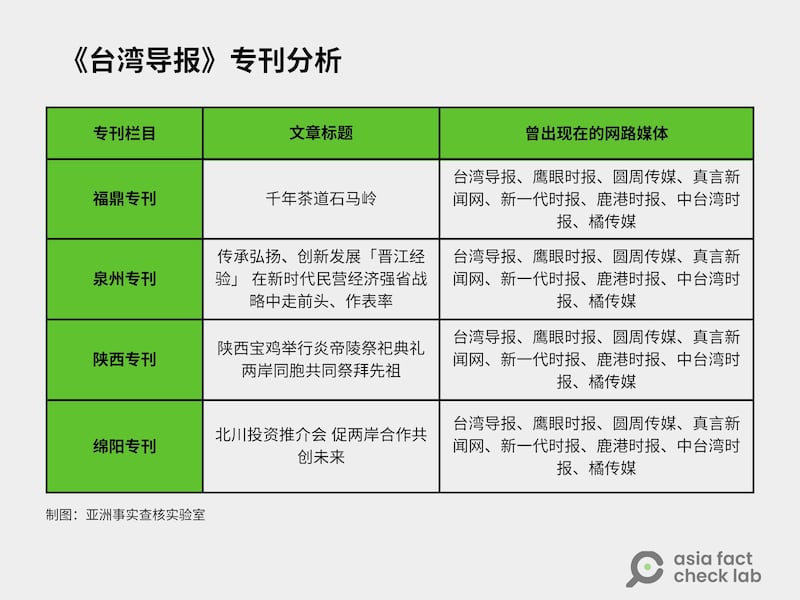 《台湾导报》专刊分析
专刊栏目
文章标题
曾出现在的网路媒体
福鼎专刊
千年茶道石马岭
台湾导报、鹰眼时报、圆周传媒、真言新
闻网、新一代时报、鹿港时报、中台湾时
报、橘传媒
泉州专刊
传承弘扬、创新发展「晋江经
验」 在新时代民营经济强省战
略中走前头、作表率
台湾导报、鹰眼时报、圆周传媒、真言新
闻网、新一代时报、鹿港时报、中台湾时
报、橘传媒
陕西专刊
陕西宝鸡举行炎帝陵祭祀典礼
两岸同胞共同祭拜先祖
台湾导报、鹰眼时报、圆周传媒、真言新
闻网、新一代时报、鹿港时报、中台湾时
报、橘传媒
绵阳专刊
北川投资推介会 促两岸合作共
创未来
台湾导报、鹰眼时报、圆周传媒、真言新
闻网、新一代时报、鹿港时报、中台湾时
报、橘传媒
制图：亚洲事实查核实验室
asia fact
check lab